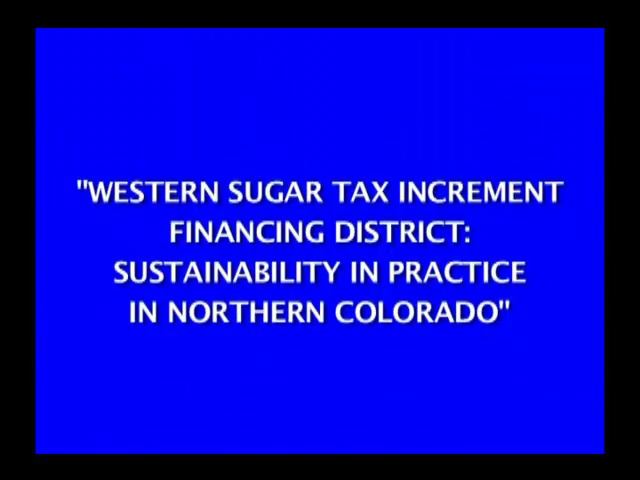 "WESTERN SUGAR TAX INCREMENT
FINANCING DISTRICT:
SUSTAINABILITY IN PRACTICE
IN NORTHERN COLORADO"